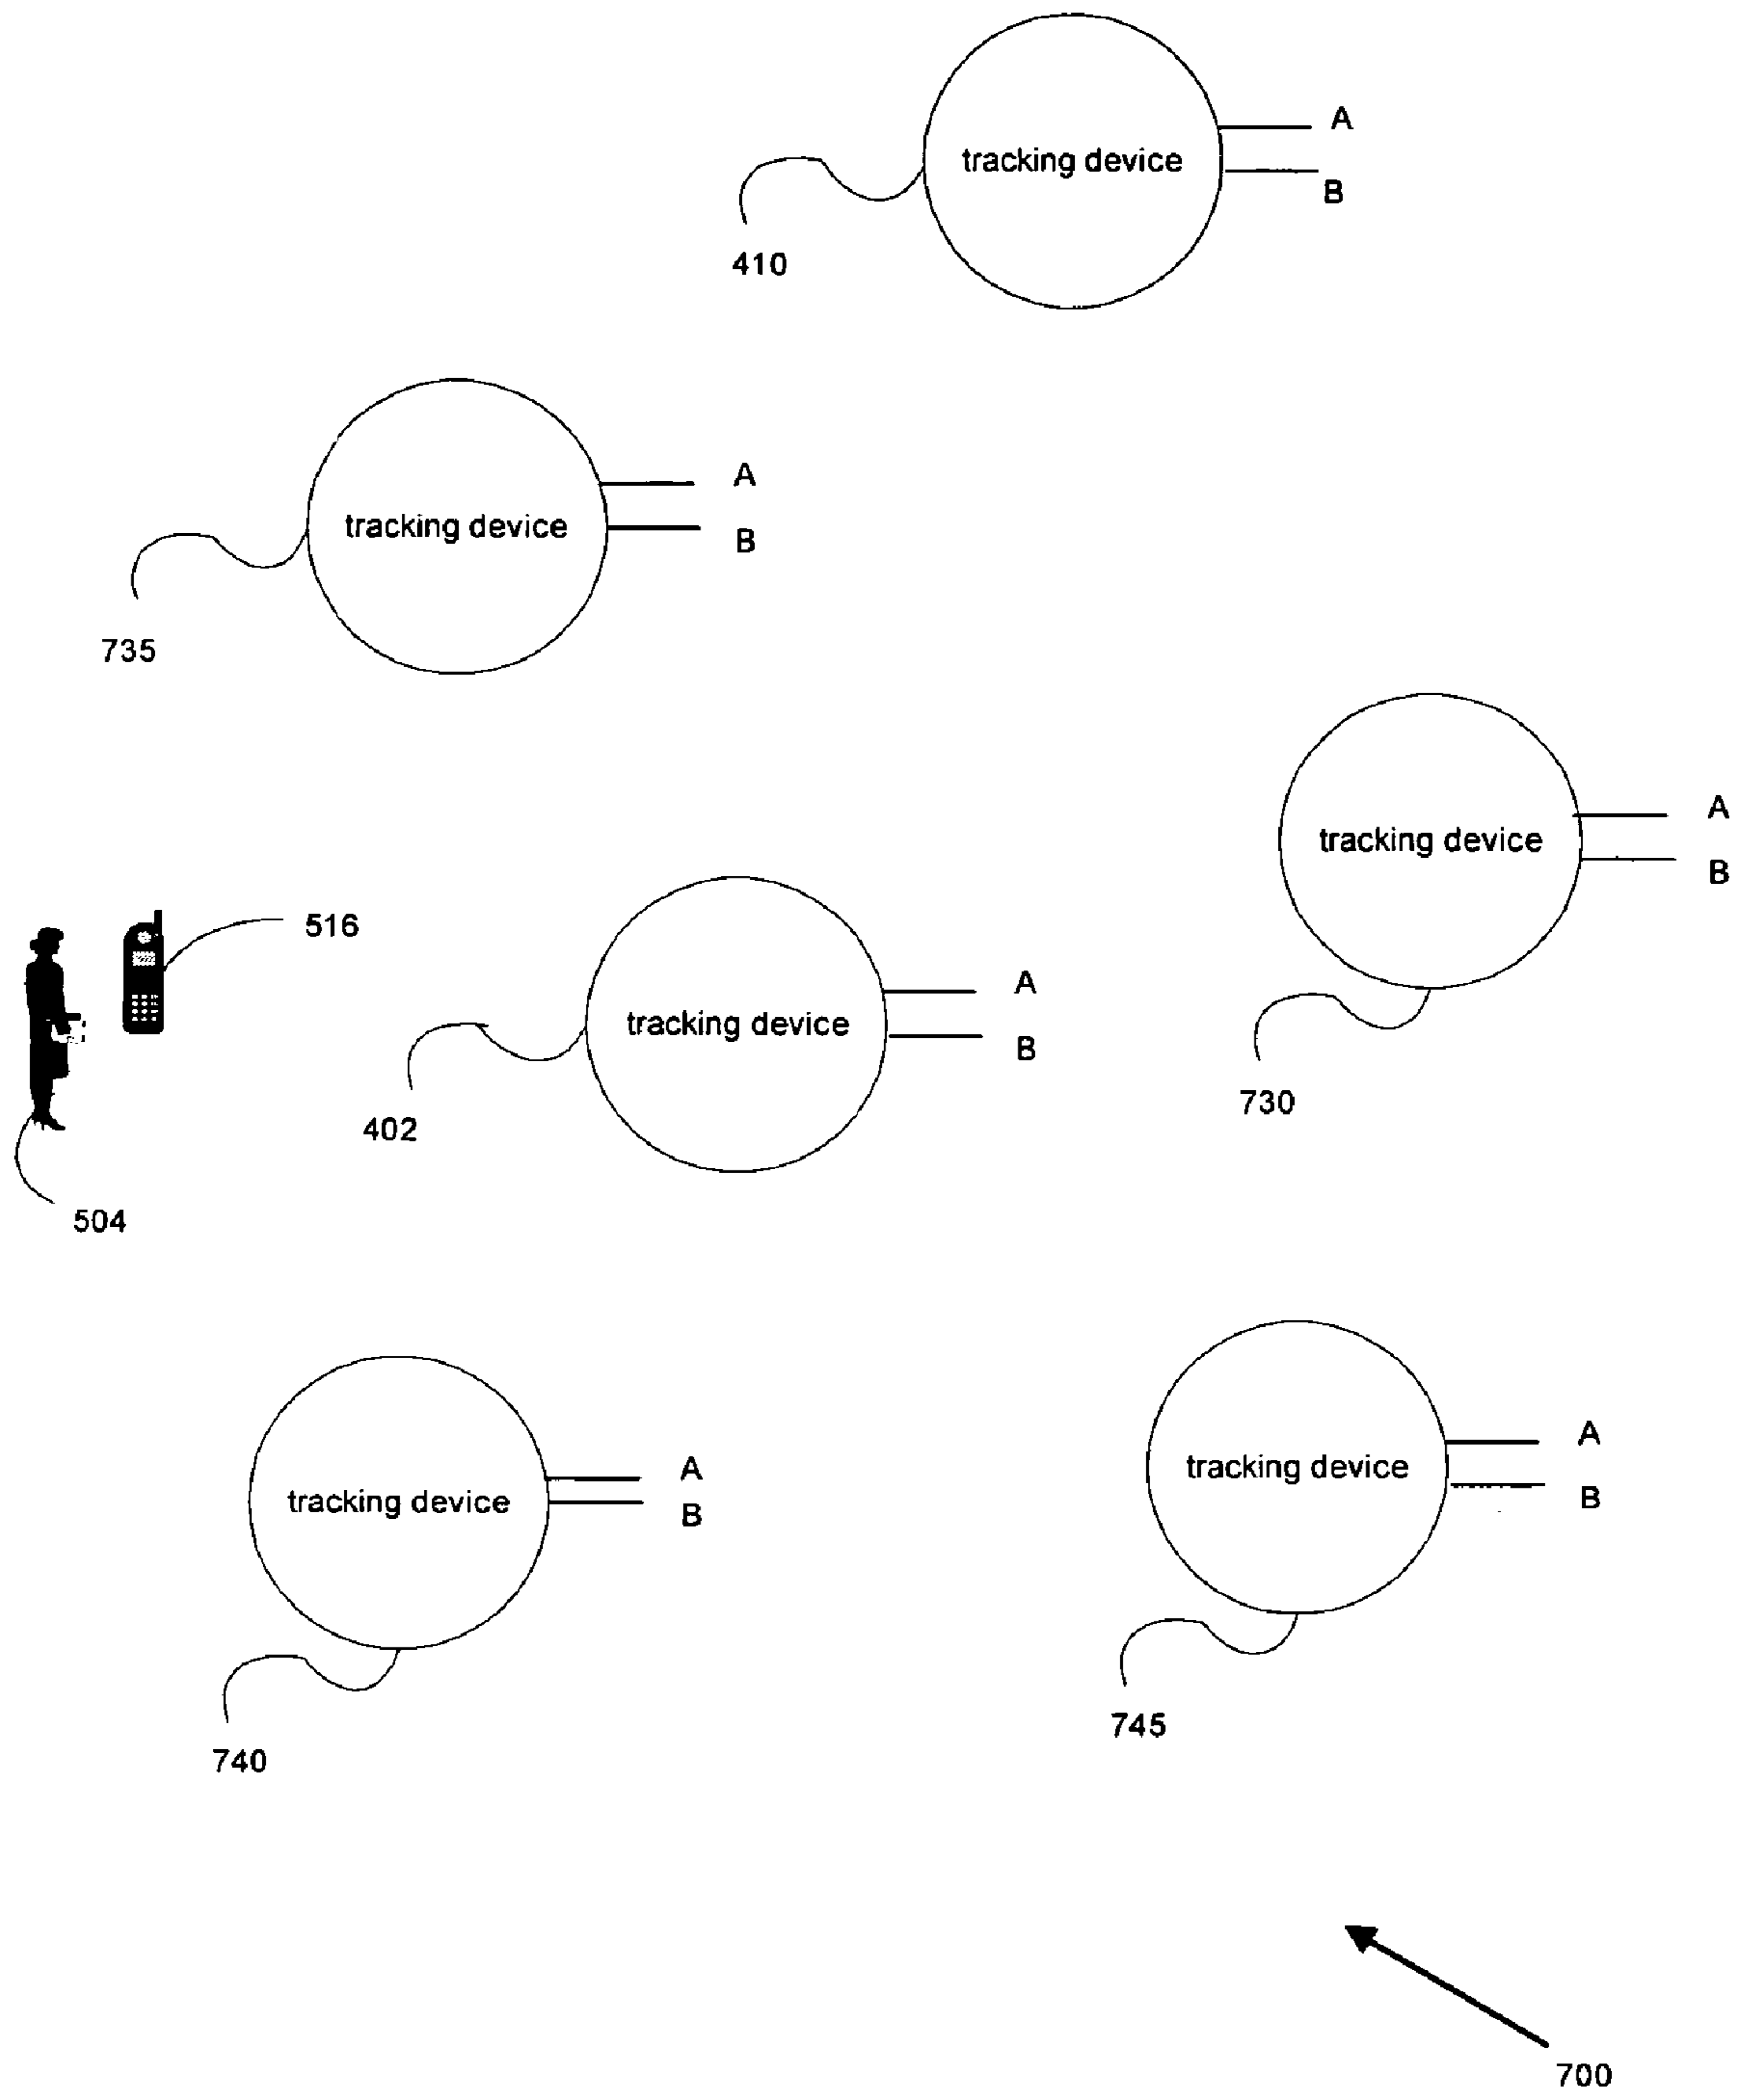 A
tracking device
B
410
A
tracking device
B
735
A
tracking device
B
516
A
tracking device
B
730
402
504
A
tracking device
B
A
tracking device
B
745
740
700